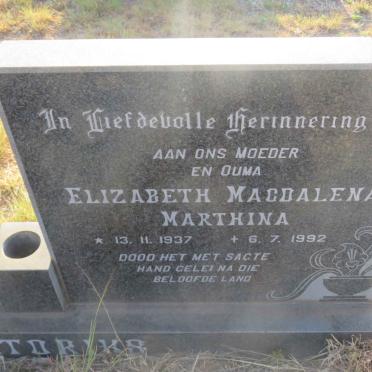 In Liefdevolle Herinnering
AAN ONS MOEDER
EN OUMA
ELIZABETH MAGDALENA
MARTHINA
* 13. 11. 1937 + 6. 7. 1992
DOOD HET MET SAGTE
HAND GELEI NA DIE
BELOOFDE LAND